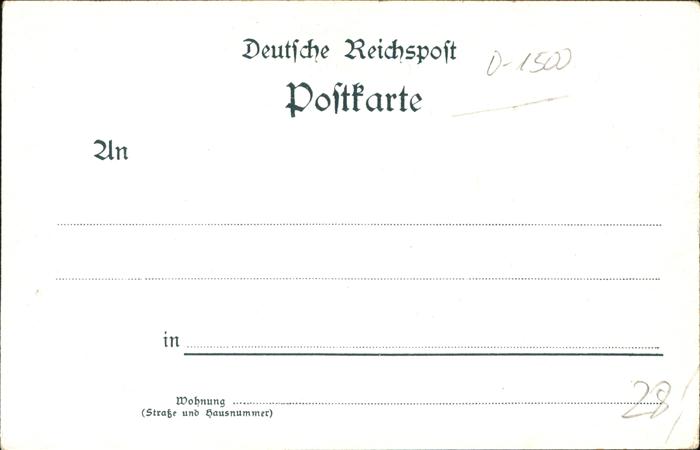 Deutsche Reichspost
D-1500
Postkarte
An
in
Wohnung
(Straße und Hausnummer)
28